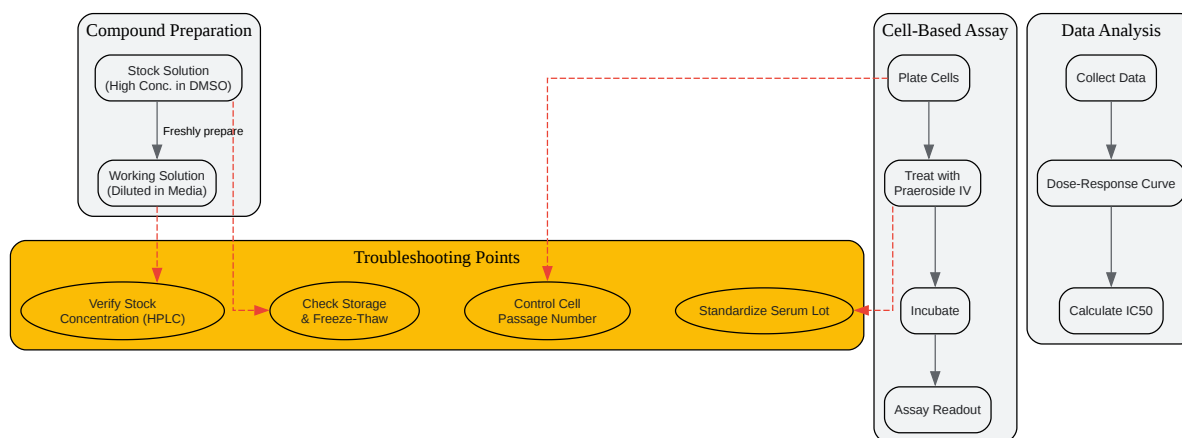 Compound Preparation
Stock Solution
(High Conc. in DMSO)
Freshly prepare
Working Solution
(Diluted in Media)
Troubleshooting Points
Verify Stock
Concentration (HPLC)
Check Storage
& Freeze-Thaw
Control Cell
Passage Number
Standardize Serum Lot
Cell-Based Assay
Plate Cells
Treat with
Praeroside IV
Incubate
Assay Readout
Data Analysis
Collect Data
Dose-Response Curve
Calculate IC50